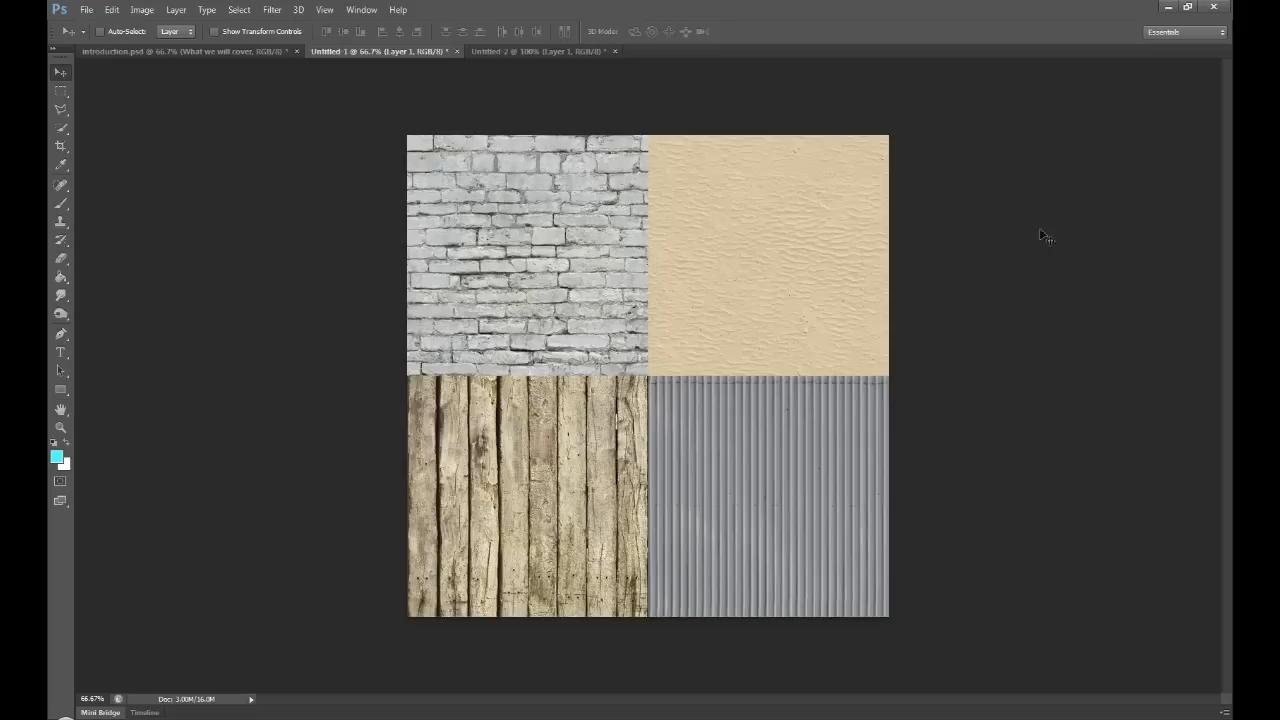 Ps File Edit Image Layer Type Select Filter 3D View Window Help
Auto-Select: Layer Show Transform Controls 3D Mode: Essentials
introduction.psd @ 66.7% (What we will cover, RGB/8) * × Untitled-1 @ 66.7% (Layer 1, RGB/8) * × Untitled-2 @ 100% (Layer 1, RGB/8) * ×
66.67% Doc: 3.00M/16.0M
Mini Bridge Timeline